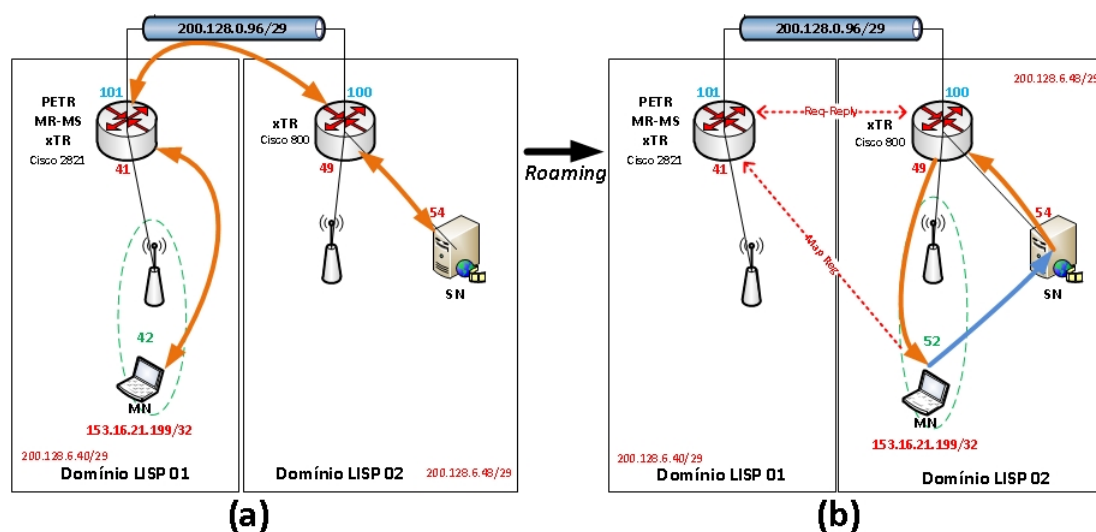 200.128.0.96/29
101
100
PETR
MR-MS
xTR
Cisco 2821
xTR
Cisco 800
41
49
54
SN
42
MN
153.16.21.199/32
200.128.6.40/29
Domínio LISP 01
Domínio LISP 02
200.128.6.48/29
(a)
Roaming
200.128.0.96/29
200.128.6.48/29
101
100
PETR
MR-MS
xTR
Cisco 2821
Req-Reply
xTR
Cisco 800
41
49
54
Map Reg
SN
52
MN
153.16.21.199/32
200.128.6.40/29
Domínio LISP 01
Domínio LISP 02
(b)